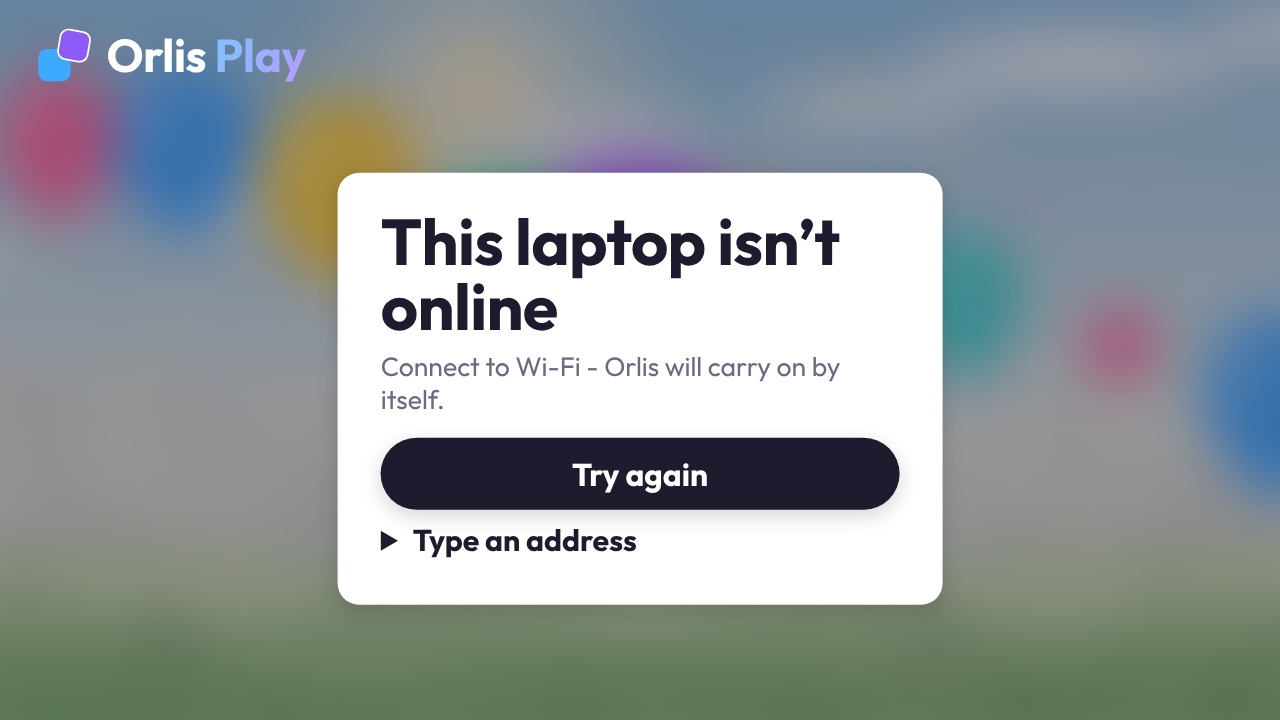 Orlis Play
This laptop isn’t
online
Connect to Wi-Fi - Orlis will carry on by
itself.
Try again
Type an address